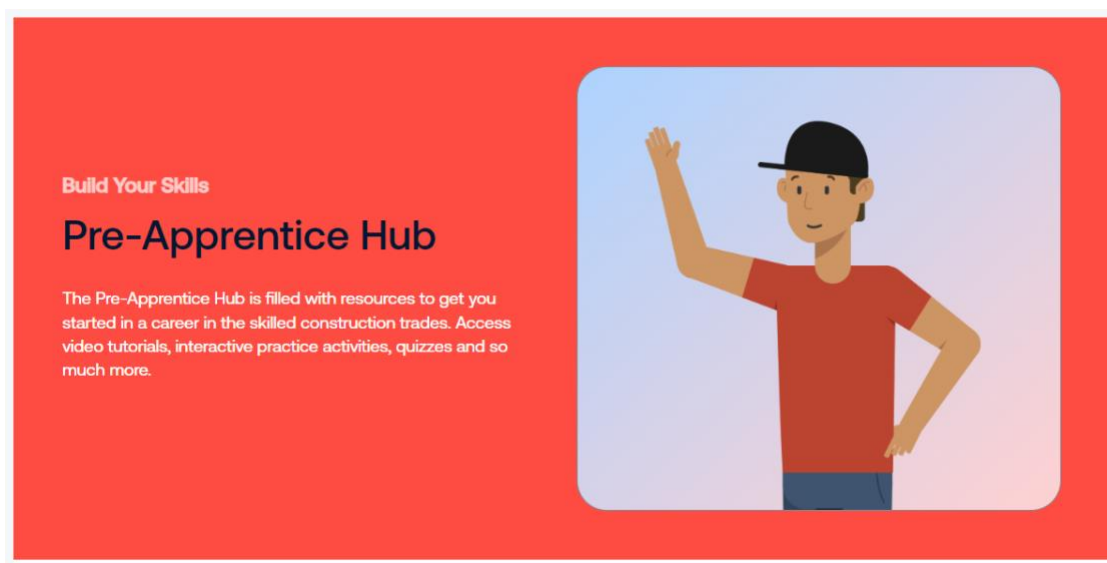 Build Your Skills
Pre-Apprentice Hub
The Pre-Apprentice Hub is filled with resources to get you
started in a career in the skilled construction trades. Access
video tutorials, interactive practice activities, quizzes and so
much more.